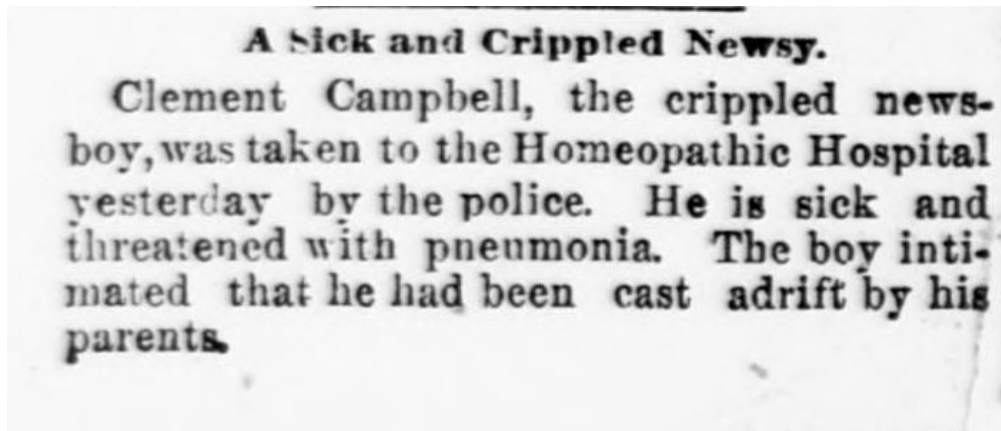 A Sick and Crippled Newsy.
Clement Campbell, the crippled news-
boy, was taken to the Homeopathic Hospital
yesterday by the police. He is sick and
threatened with pneumonia. The boy inti-
mated that he had been cast adrift by his
parents.